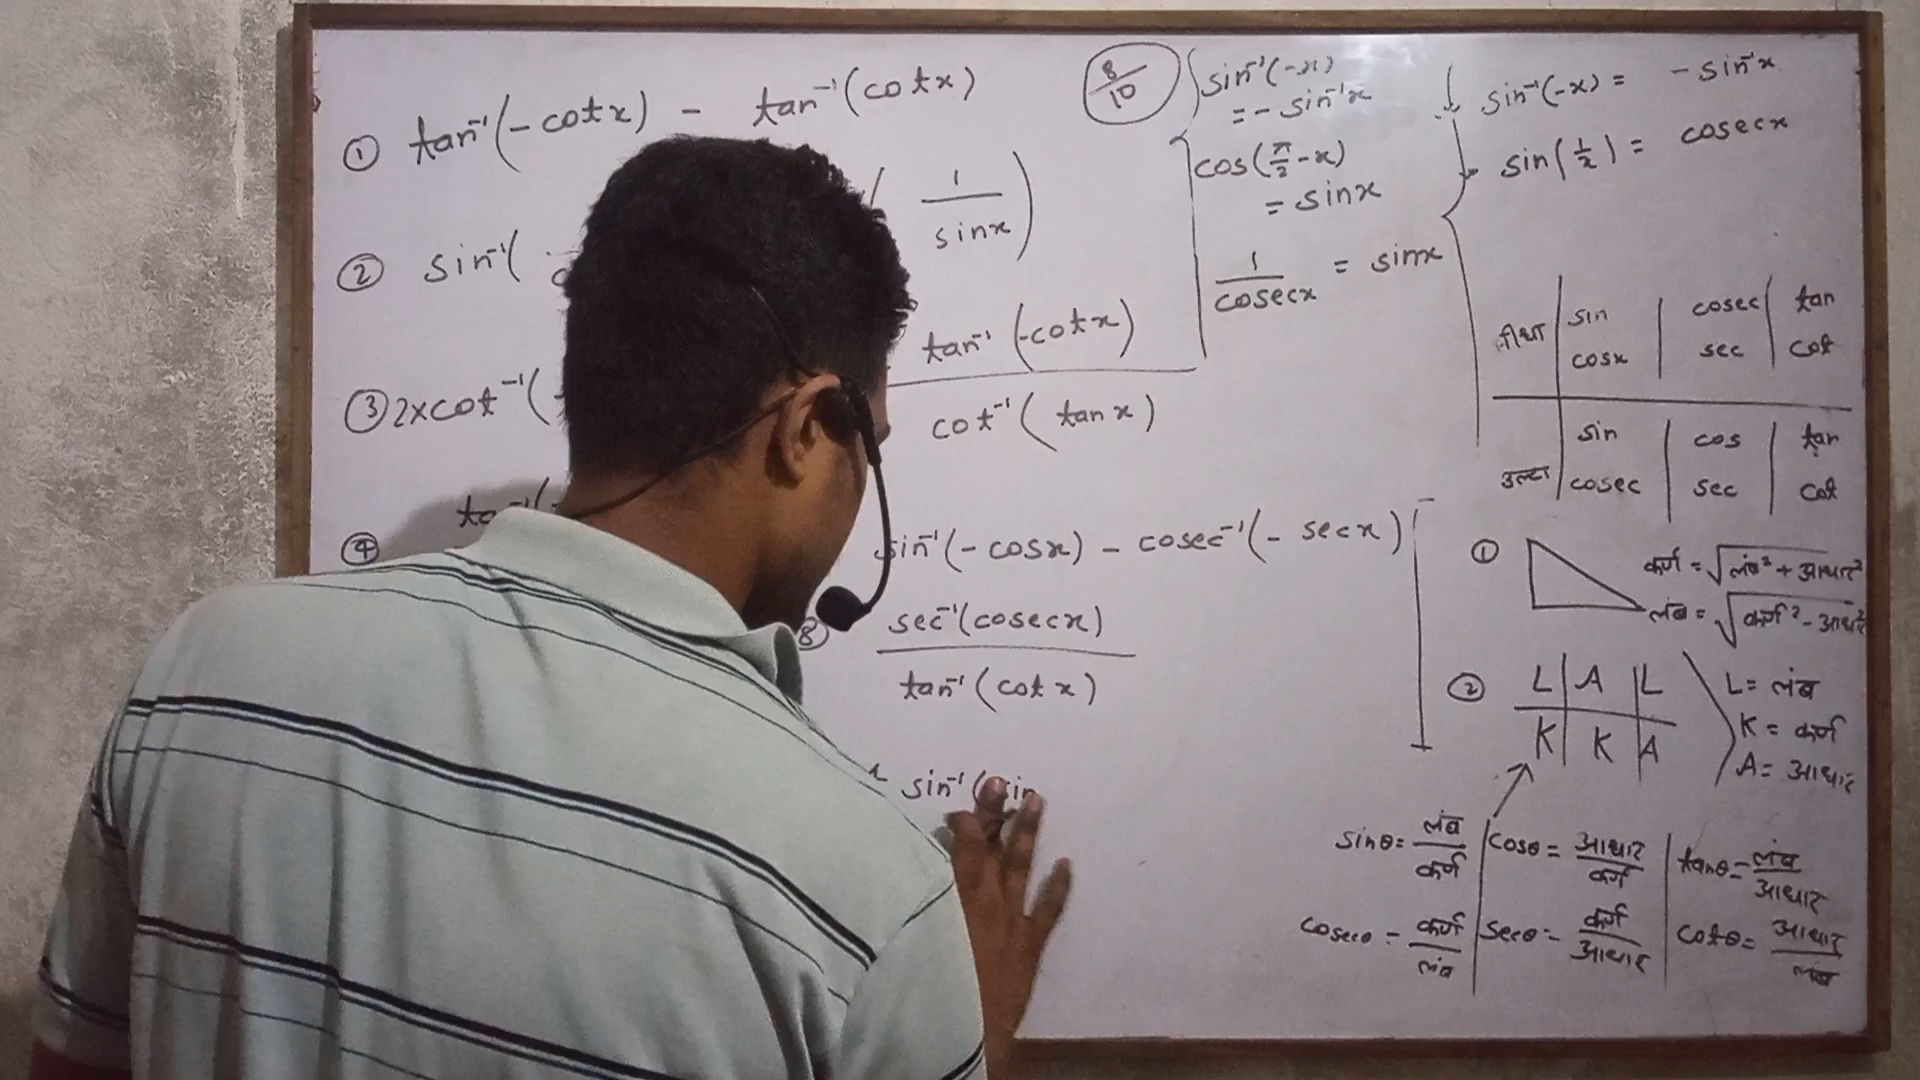 ① tan⁻¹(-cotx) - tan⁻¹(cotx)
② sin⁻¹(
( 1/sinx )
③ 2xcot⁻¹(
tan⁻¹(-cotx)
cot⁻¹( tanx )
④ tan⁻¹(
sin⁻¹(-cosx) - cosec⁻¹(- secx)
⑧ sec⁻¹(cosecx)
tan⁻¹(cotx)
sin⁻¹(sin
8/10
sin⁻¹(-x)
= - sin⁻¹x
cos(π/2 - x)
= sinx
1/cosecx = sinx
sin⁻¹(-x) = - sin⁻¹x
sin(1/x) = cosecx
sin | cosec | tan
cosx | sec | cot
sin | cos | tan
उल्टा cosec | sec | cot
① कर्ण = √लंब² + आधार²
लंब = √कर्ण² - आधार²
② L | A | L
K | K | A
L = लंब
K = कर्ण
A = आधार
sinθ = लंब/कर्ण | cosθ = आधार/कर्ण | tanθ = लंब/आधार
cosecθ = कर्ण/लंब | secθ = कर्ण/आधार | cotθ = आधार/लंब